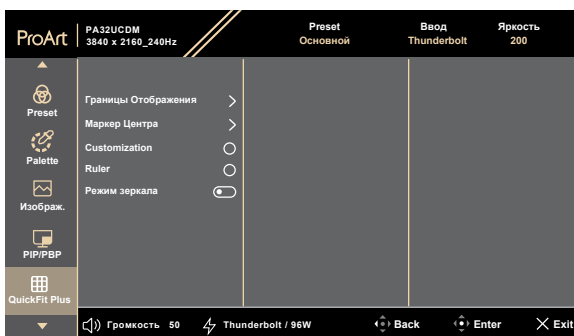 ProArt
PA32UCDM
3840 x 2160_240Hz
Preset
Основной
Ввод
Thunderbolt
Яркость
200
Preset
Palette
Изображ.
PIP/PBP
QuickFit Plus
Границы Отображения
Маркер Центра
Customization
Ruler
Режим зеркала
Громкость 50
Thunderbolt / 96W
Back
Enter
Exit